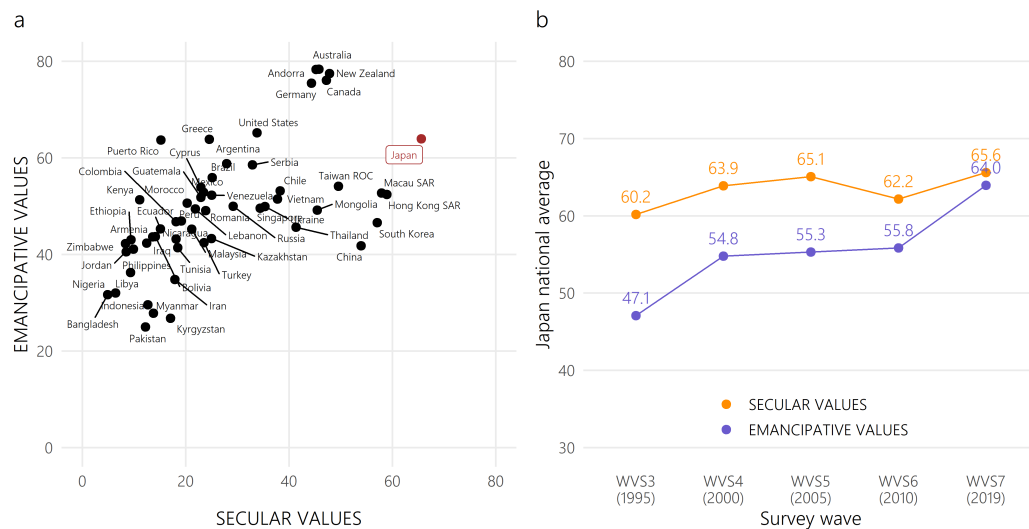 a
EMANCIPATIVE VALUES
80
60
40
20
0
Australia
Andorra
New Zealand
Germany
Canada
United States
Greece
Puerto Rico
Argentina
Cyprus
Serbia
Brazil
Guatemala
Colombia
Mexico
Chile
Taiwan ROC
Macau SAR
Kenya
Morocco
Venezuela
Vietnam
Mongolia
Hong Kong SAR
Ethiopia
Ecuador
Peru
Romania
Singapore
Ukraine
Armenia
Nicaragua
Lebanon
Russia
Thailand
South Korea
Zimbabwe
Iraq
Malaysia
Kazakhstan
China
Jordan
Philippines
Tunisia
Turkey
Nigeria
Libya
Bolivia
Indonesia
Myanmar
Iran
Bangladesh
Pakistan
Kyrgyzstan
Japan
0
20
40
60
80
SECULAR VALUES
b
Japan national average
80
70
60
50
40
30
60.2
63.9
65.1
62.2
65.6
47.1
54.8
55.3
55.8
64.0
SECULAR VALUES
EMANCIPATIVE VALUES
WVS3
(1995)
WVS4
(2000)
WVS5
(2005)
WVS6
(2010)
WVS7
(2019)
Survey wave